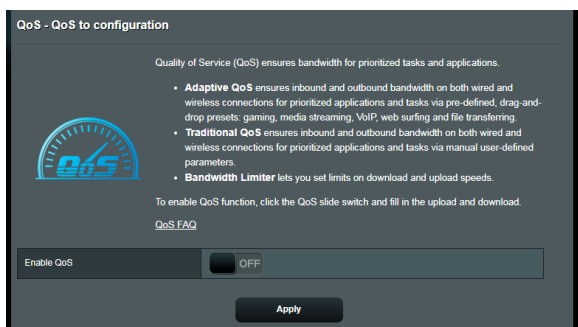 QoS - QoS to configuration
Quality of Service (QoS) ensures bandwidth for prioritized tasks and applications.
• Adaptive QoS ensures inbound and outbound bandwidth on both wired and
wireless connections for prioritized applications and tasks via pre-defined, drag-and-
drop presets: gaming, media streaming, VoIP, web surfing and file transferring.
• Traditional QoS ensures inbound and outbound bandwidth on both wired and
wireless connections for prioritized applications and tasks via manual user-defined
parameters.
• Bandwidth Limiter lets you set limits on download and upload speeds.
QoS
To enable QoS function, click the QoS slide switch and fill in the upload and download.
QoS FAQ
Enable QoS
OFF
Apply